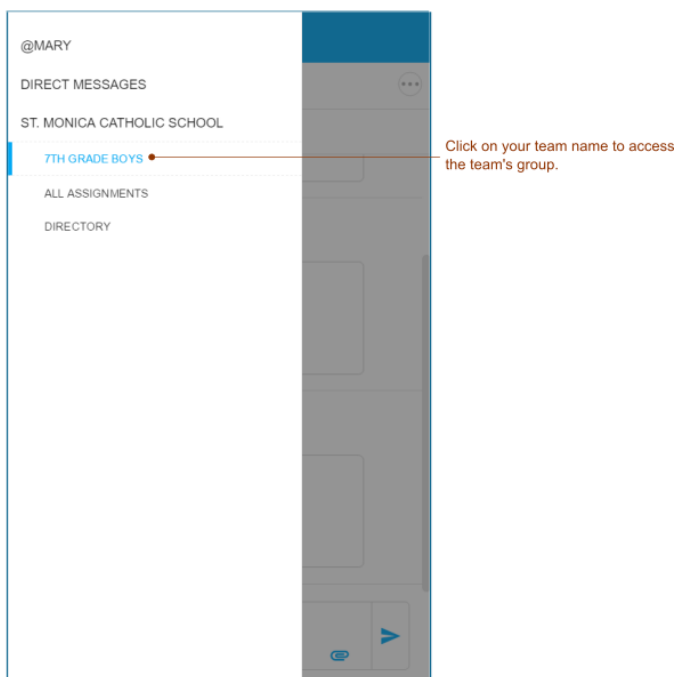 @MARY
DIRECT MESSAGES
ST. MONICA CATHOLIC SCHOOL
7TH GRADE BOYS
Click on your team name to access
the team's group.
ALL ASSIGNMENTS
DIRECTORY